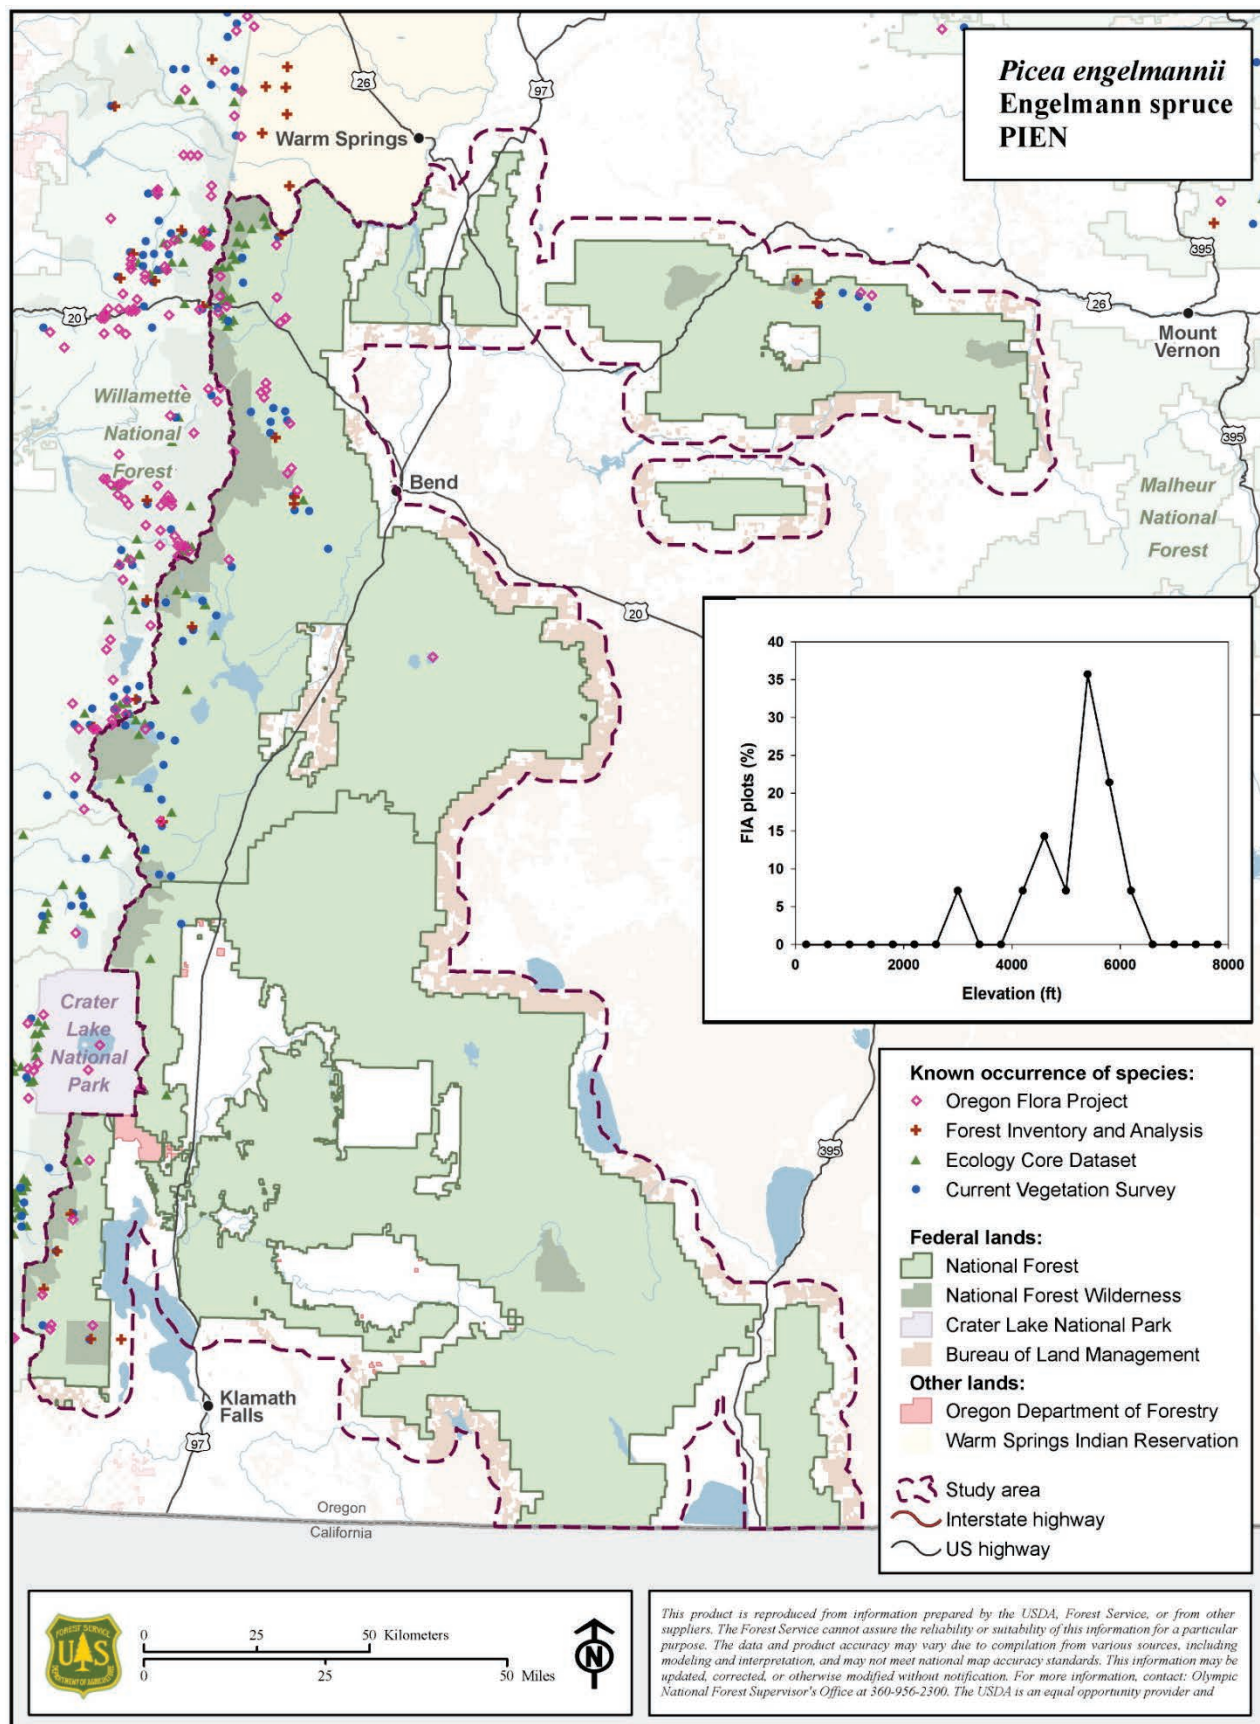 Picea engelmannii
Engelmann spruce
PIEN
26
97
Warm Springs
395
20
26
Mount
Vernon
Willamette
National
Forest
395
Bend
Malheur
National
Forest
20
40
35
30
25
20
15
10
5
0
FIA plots (%)
0 2000 4000 6000 8000
Elevation (ft)
Crater
Lake
National
Park
395
Known occurrence of species:
Oregon Flora Project
Forest Inventory and Analysis
Ecology Core Dataset
Current Vegetation Survey
Federal lands:
National Forest
National Forest Wilderness
Crater Lake National Park
Bureau of Land Management
Other lands:
Oregon Department of Forestry
Warm Springs Indian Reservation
Study area
Interstate highway
US highway
Klamath
Falls
97
Oregon
California
FOREST SERVICE
U S
DEPARTMENT OF AGRICULTURE
0 25 50 Kilometers
0 25 50 Miles
N
This product is reproduced from information prepared by the USDA, Forest Service, or from other
suppliers. The Forest Service cannot assure the reliability or suitability of this information for a particular
purpose. The data and product accuracy may vary due to compilation from various sources, including
modeling and interpretation, and may not meet national map accuracy standards. This information may be
updated, corrected, or otherwise modified without notification. For more information, contact: Olympic
National Forest Supervisor's Office at 360-956-2300. The USDA is an equal opportunity provider and